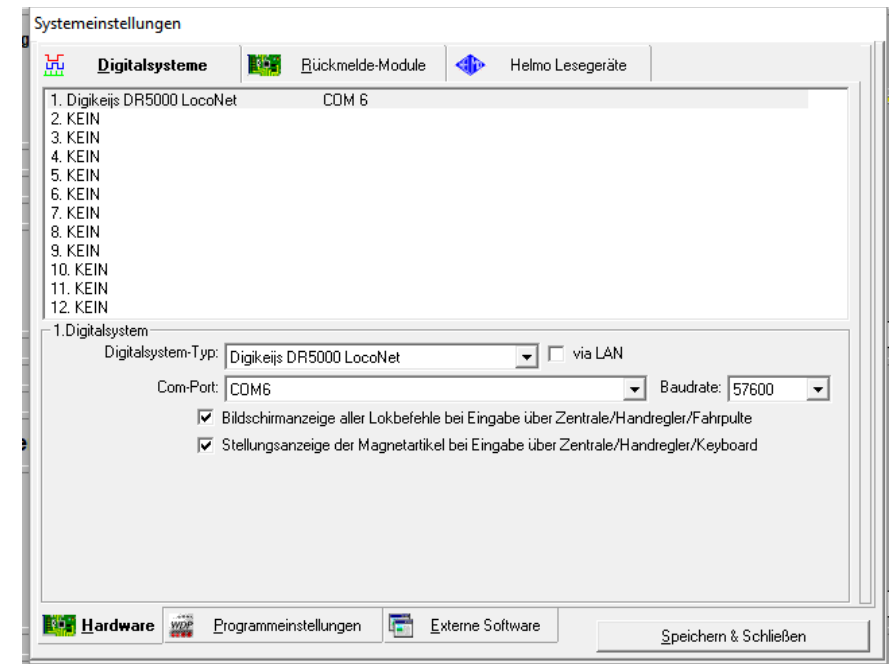 Systemeinstellungen
Digitalsysteme Rückmelde-Module Helmo Lesegeräte
1. Digikeijs DR5000 LocoNet COM 6
2. KEIN
3. KEIN
4. KEIN
5. KEIN
6. KEIN
7. KEIN
8. KEIN
9. KEIN
10. KEIN
11. KEIN
12. KEIN
1.Digitalsystem
Digitalsystem-Typ: Digikeijs DR5000 LocoNet via LAN
Com-Port: COM6 Baudrate: 57600
Bildschirmanzeige aller Lokbefehle bei Eingabe über Zentrale/Handregler/Fahrpulte
Stellungsanzeige der Magnetartikel bei Eingabe über Zentrale/Handregler/Keyboard
Hardware WDP Programmeinstellungen Externe Software Speichern & Schließen